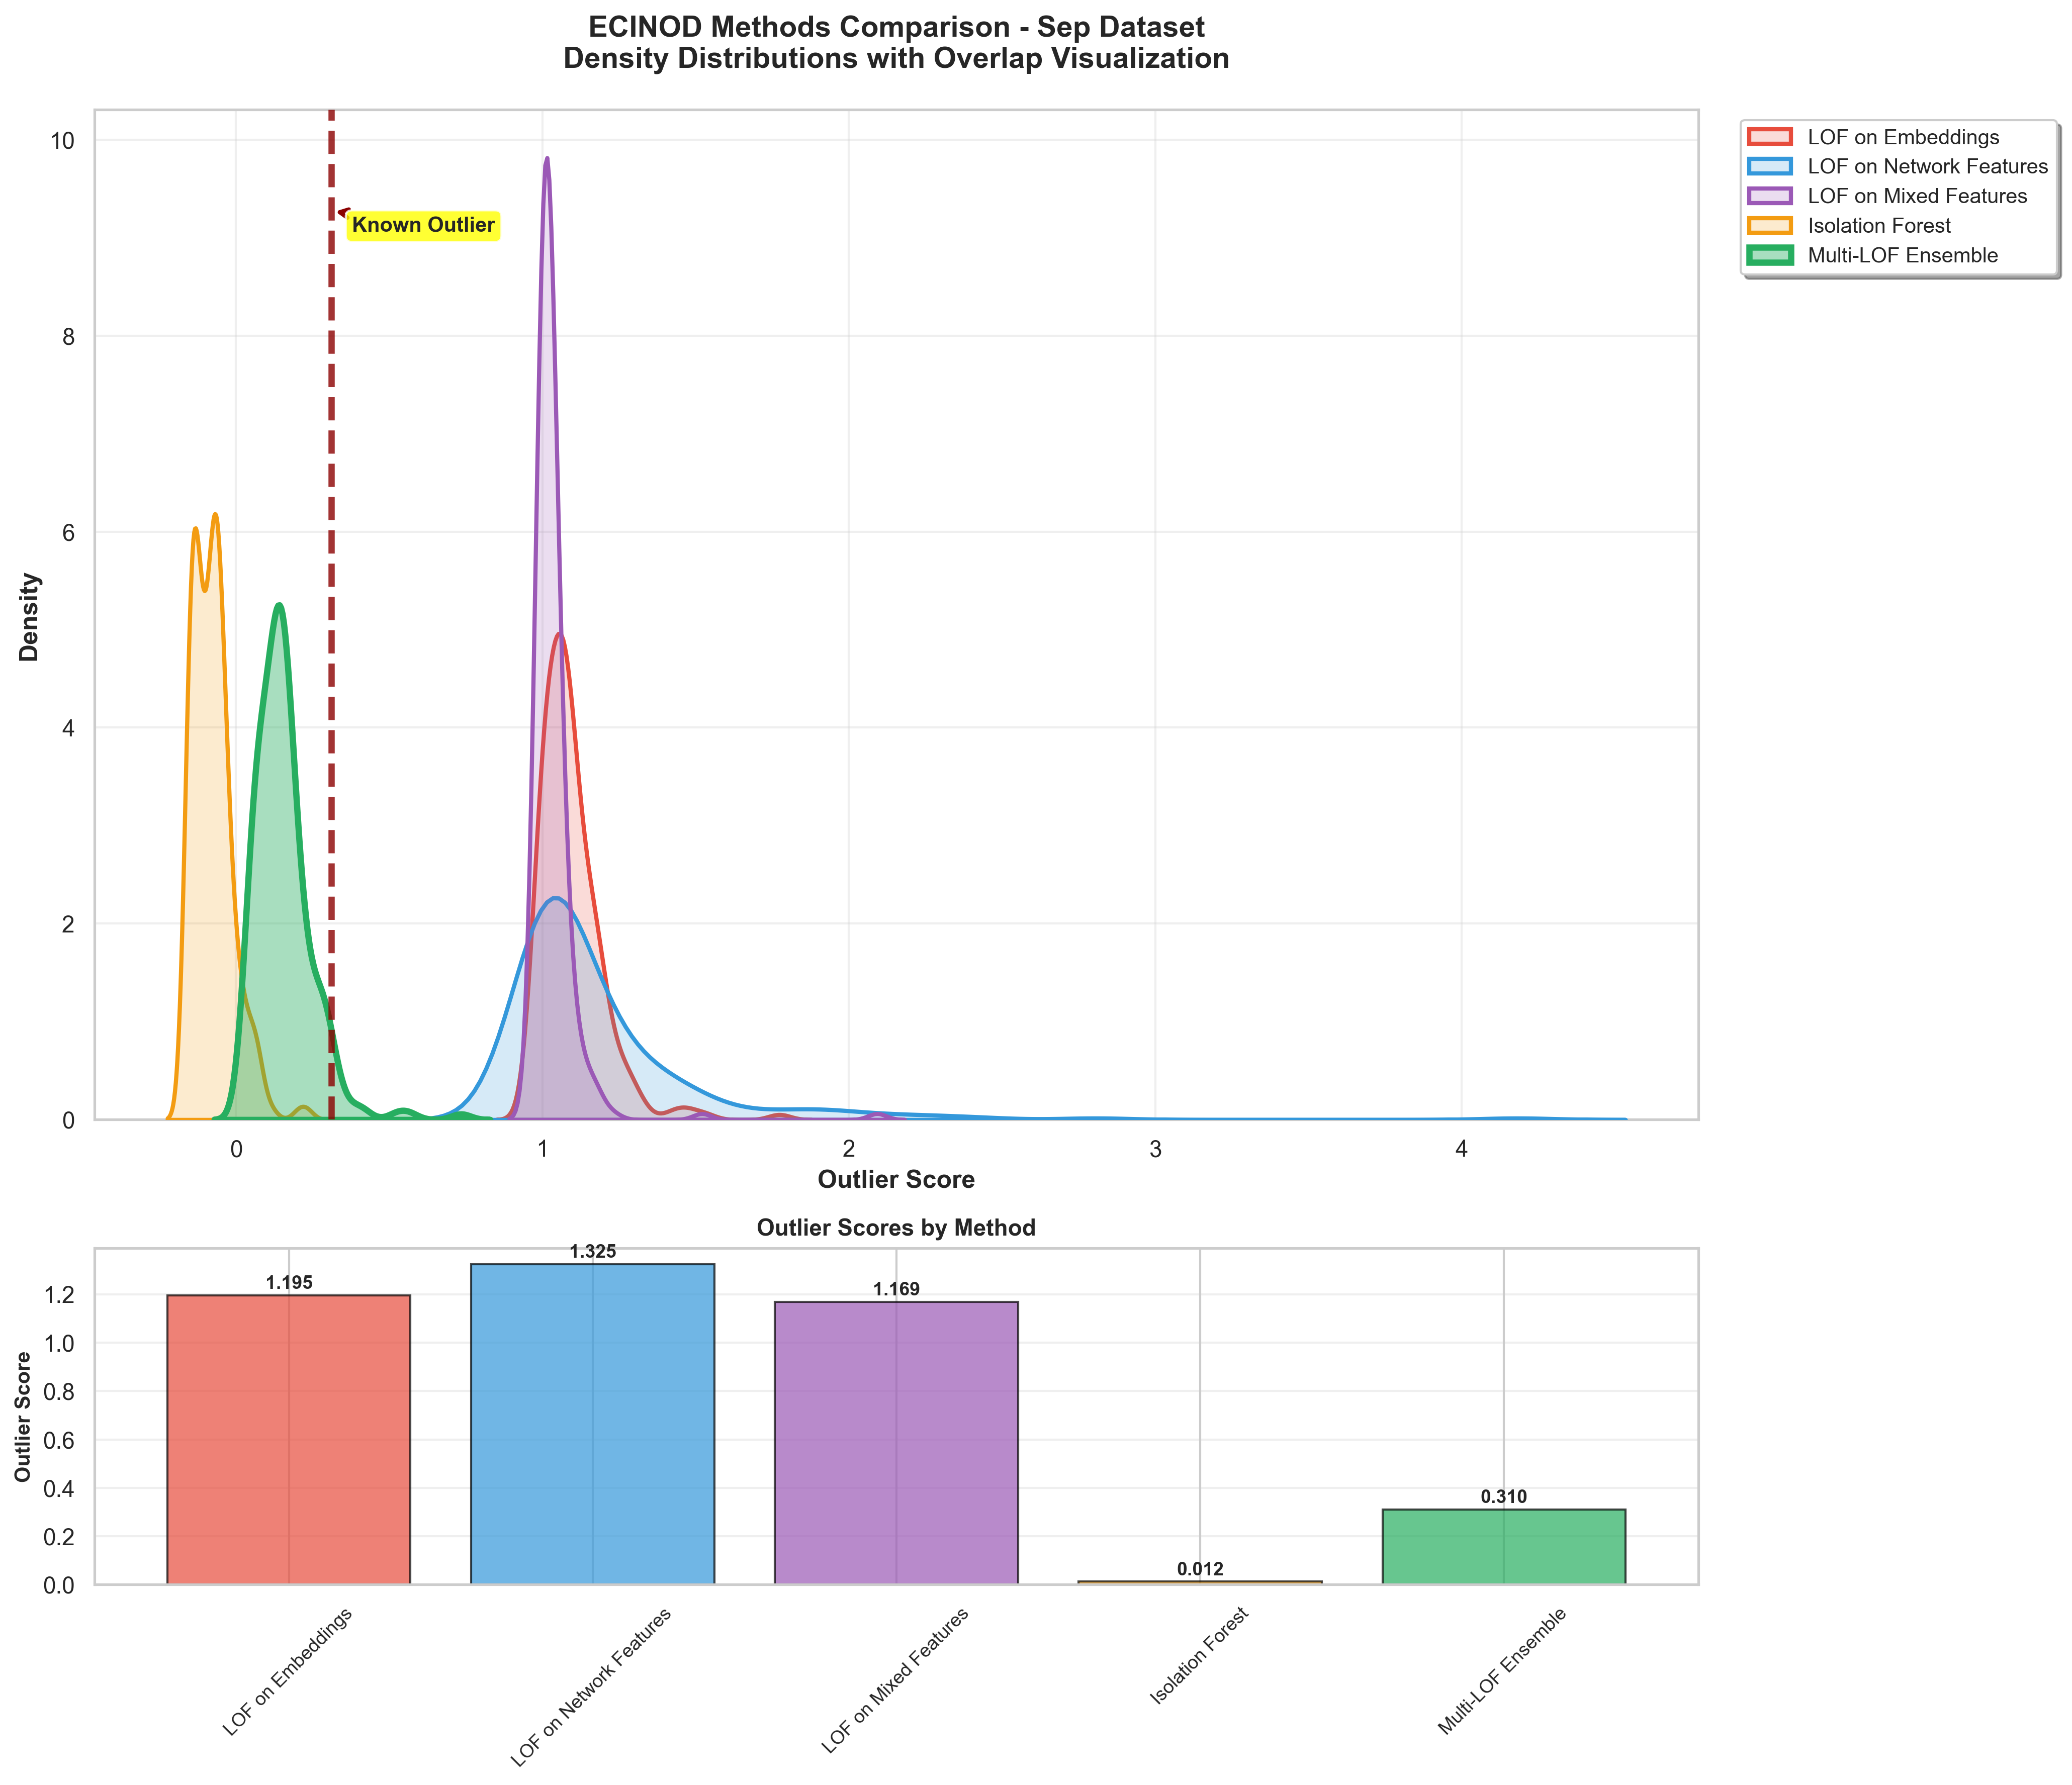 ECINOD Methods Comparison - Sep Dataset
Density Distributions with Overlap Visualization
LOF on Embeddings
LOF on Network Features
LOF on Mixed Features
Isolation Forest
Multi-LOF Ensemble
Known Outlier
Density
10
8
6
4
2
0
0 1 2 3 4
Outlier Score
Outlier Scores by Method
Outlier Score
1.2
1.0
0.8
0.6
0.4
0.2
0.0
1.195
1.325
1.169
0.012
0.310
LOF on Embeddings
LOF on Network Features
LOF on Mixed Features
Isolation Forest
Multi-LOF Ensemble